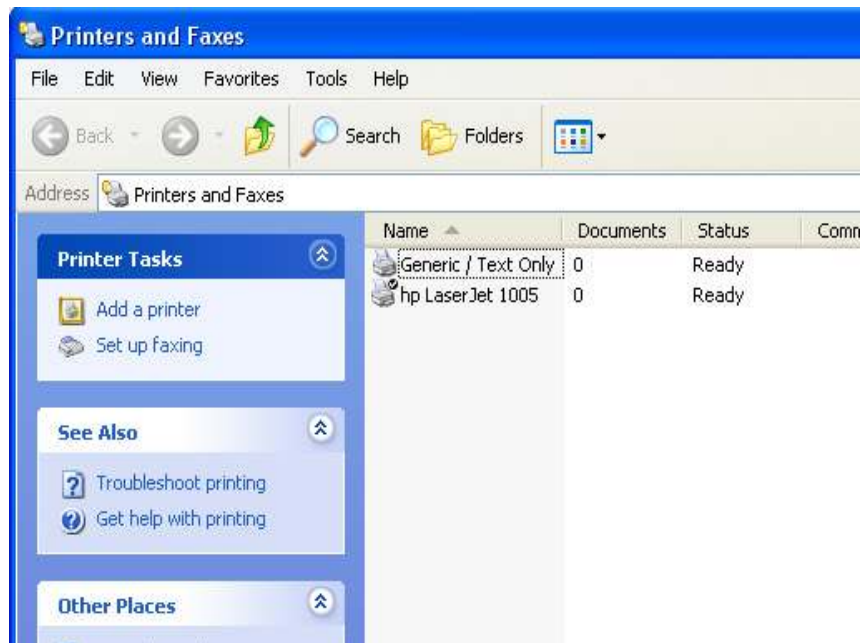 Printers and Faxes
File Edit View Favorites Tools Help
Back Search Folders
Address Printers and Faxes
Name Documents Status Comm
Printer Tasks
Generic / Text Only 0 Ready
hp LaserJet 1005 0 Ready
Add a printer
Set up faxing
See Also
Troubleshoot printing
Get help with printing
Other Places